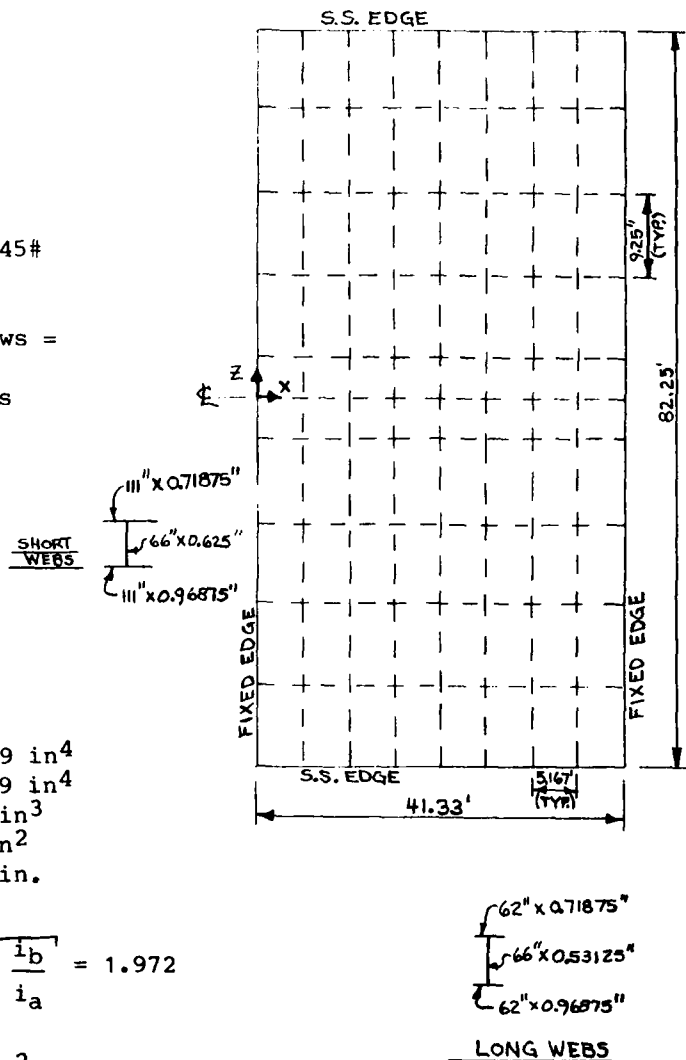 S.S. EDGE
45#
9.25"
(TYP.)
ws =
82.25'
Z
X
℄
s
111" X 0.71875"
SHORT
WEBS
66" X 0.625"
111" X 0.96875"
FIXED EDGE
FIXED EDGE
9 in4
S.S. EDGE
5.167'
(TYP.)
9 in4
41.33'
in3
n2
in.
62" X 0.71875"
ib
ia
= 1.972
66" X 0.53125"
62" X 0.96875"
2
LONG WEBS